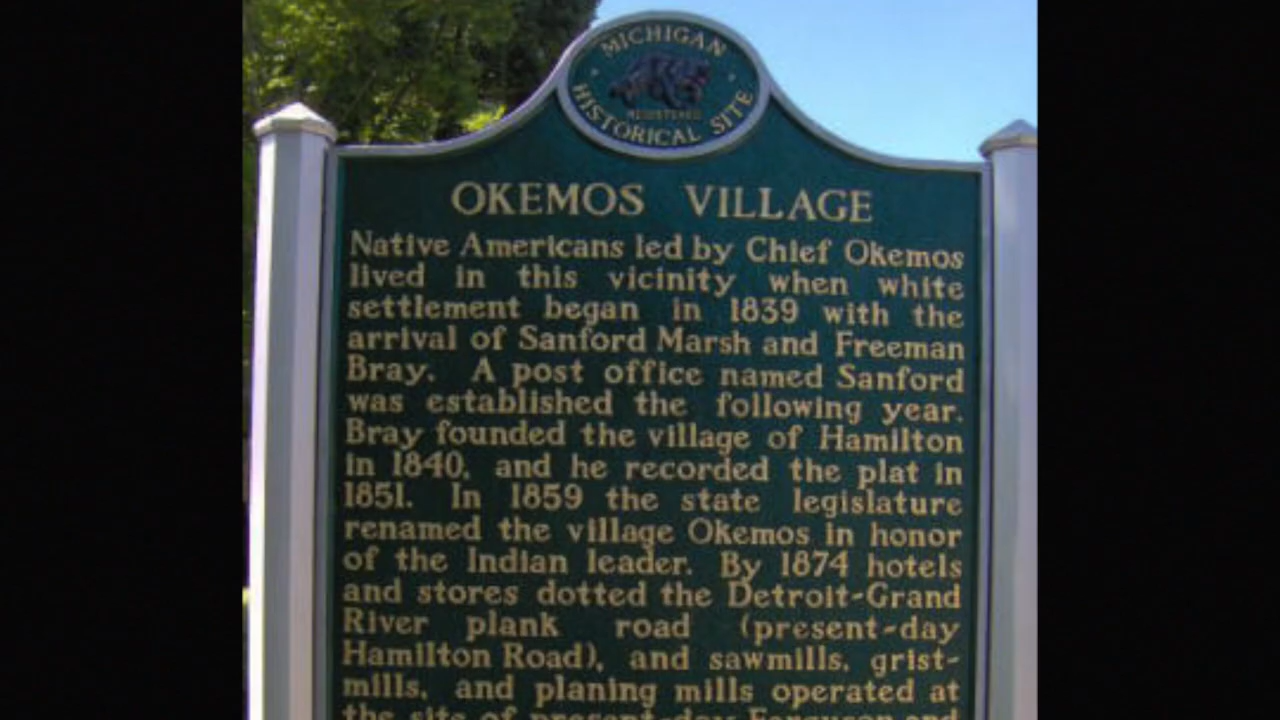 MICHIGAN
REGISTERED
HISTORICAL SITE
OKEMOS VILLAGE
Native Americans led by Chief Okemos
lived in this vicinity when white
settlement began in 1839 with the
arrival of Sanford Marsh and Freeman
Bray. A post office named Sanford
was established the following year.
Bray founded the village of Hamilton
in 1840, and he recorded the plat in
1851. In 1859 the state legislature
renamed the village Okemos in honor
of the Indian leader. By 1874 hotels
and stores dotted the Detroit-Grand
River plank road (present-day
Hamilton Road), and sawmills, grist-
mills, and planing mills operated at
the site of present-day Ferguson and